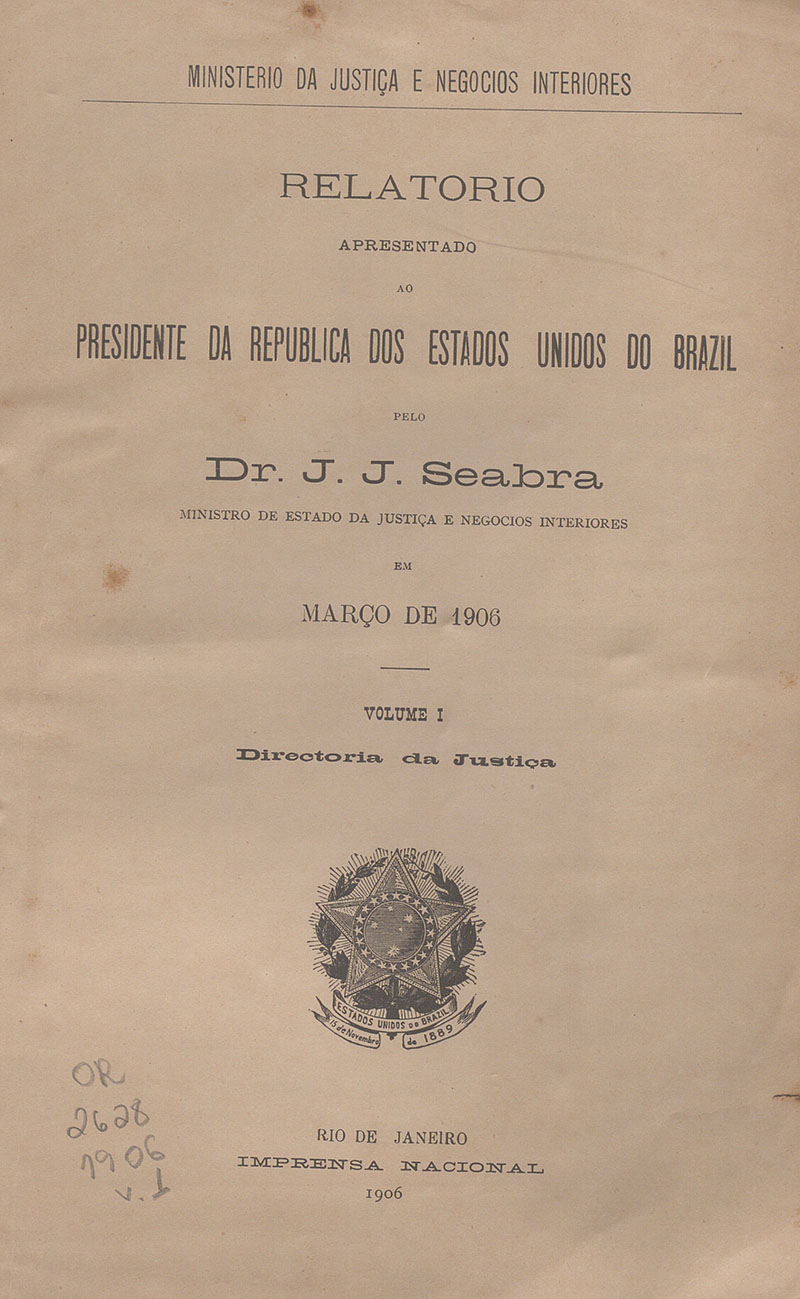 MINISTERIO DA JUSTIÇA E NEGOCIOS INTERIORES
RELATORIO
APRESENTADO
AO
PRESIDENTE DA REPUBLICA DOS ESTADOS UNIDOS DO BRAZIL
PELO
Dr. J. J. Seabra
MINISTRO DE ESTADO DA JUSTIÇA E NEGOCIOS INTERIORES
EM
MARÇO DE 1906
VOLUME I
Directoria da Justiça
ESTADOS UNIDOS DO BRAZIL
15 de Novembro de 1889
OR
2628
1906
v. 1
RIO DE JANEIRO
IMPRENSA NACIONAL
1906